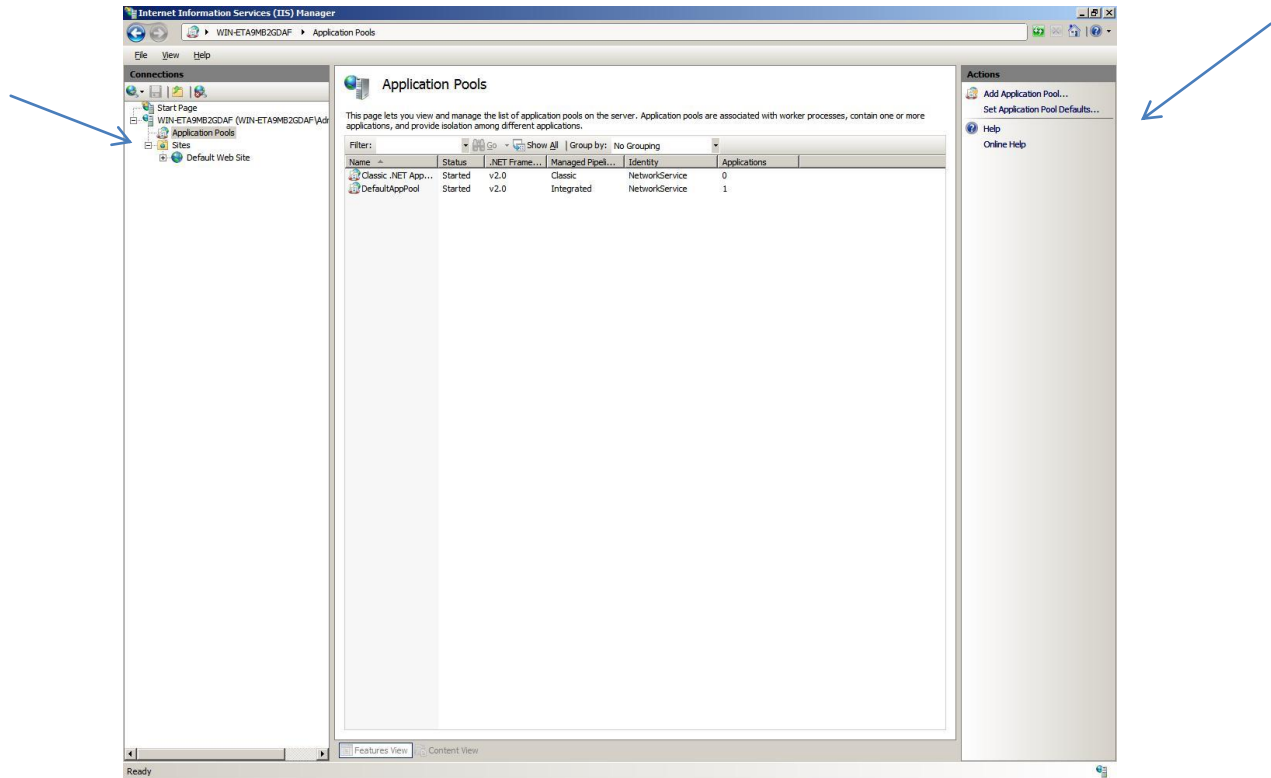 Internet Information Services (IIS) Manager
WIN-ETA9MB2GDAF Application Pools
File View Help
Connections
Start Page
WIN-ETA9MB2GDAF (WIN-ETA9MB2GDAF\Adr
Application Pools
Sites
Default Web Site
Application Pools
This page lets you view and manage the list of application pools on the server. Application pools are associated with worker processes, contain one or more
applications, and provide isolation among different applications.
Filter: Go Show All Group by: No Grouping
Name Status .NET Frame... Managed Pipeli... Identity Applications
Classic .NET App... Started v2.0 Classic NetworkService 0
DefaultAppPool Started v2.0 Integrated NetworkService 1
Actions
Add Application Pool...
Set Application Pool Defaults...
Help
Online Help
Features View Content View
Ready